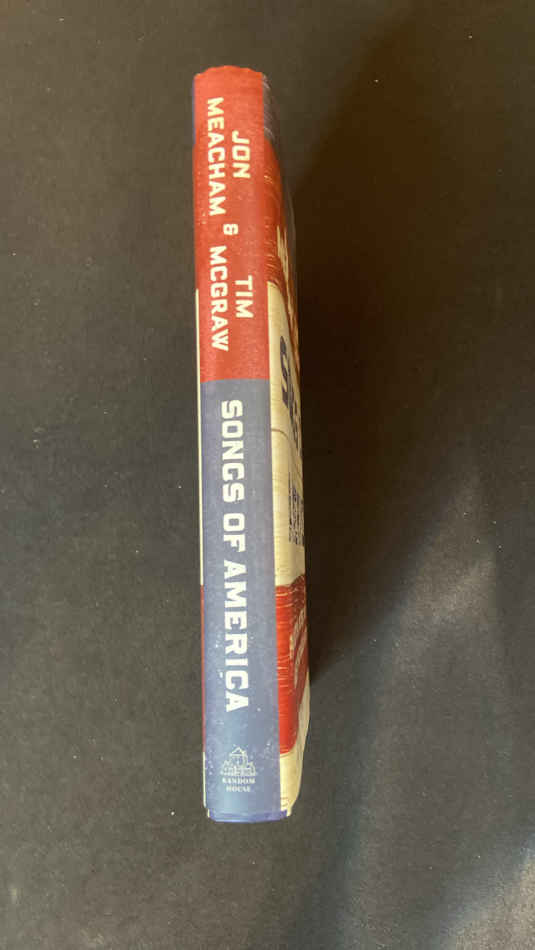 JON
MEACHAM
&
TIM
MCGRAW
SONGS OF AMERICA
RANDOM
HOUSE